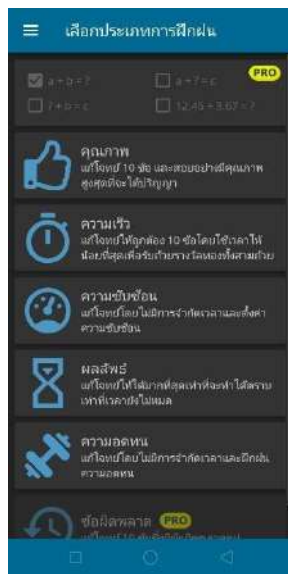 เลือกประเภทการฝึกฝน
PRO
a + b = ?
a + ? = c
? + b = c
12.45 + 3.67 = ?
คุณภาพ
แก้โจทย์ 10 ข้อ และตอบอย่างมีคุณภาพ
สูงสุดที่จะได้ปริญญา
ความเร็ว
แก้โจทย์ให้ถูกต้อง 10 ข้อโดยใช้เวลาให้
น้อยที่สุดเพื่อรับถ้วยรางวัลทองทั้งสามถ้วย
ความซับซ้อน
แก้โจทย์โดยไม่มีการจำกัดเวลาและตั้งค่า
ความซับซ้อน
ผลลัพธ์
แก้โจทย์ให้ได้มากที่สุดเท่าที่จะทำได้ตราบ
เท่าที่เวลายังไม่หมด
ความอดทน
แก้โจทย์โดยไม่มีการจำกัดเวลาและฝึกฝน
ความอดทน
ข้อผิดพลาด PRO